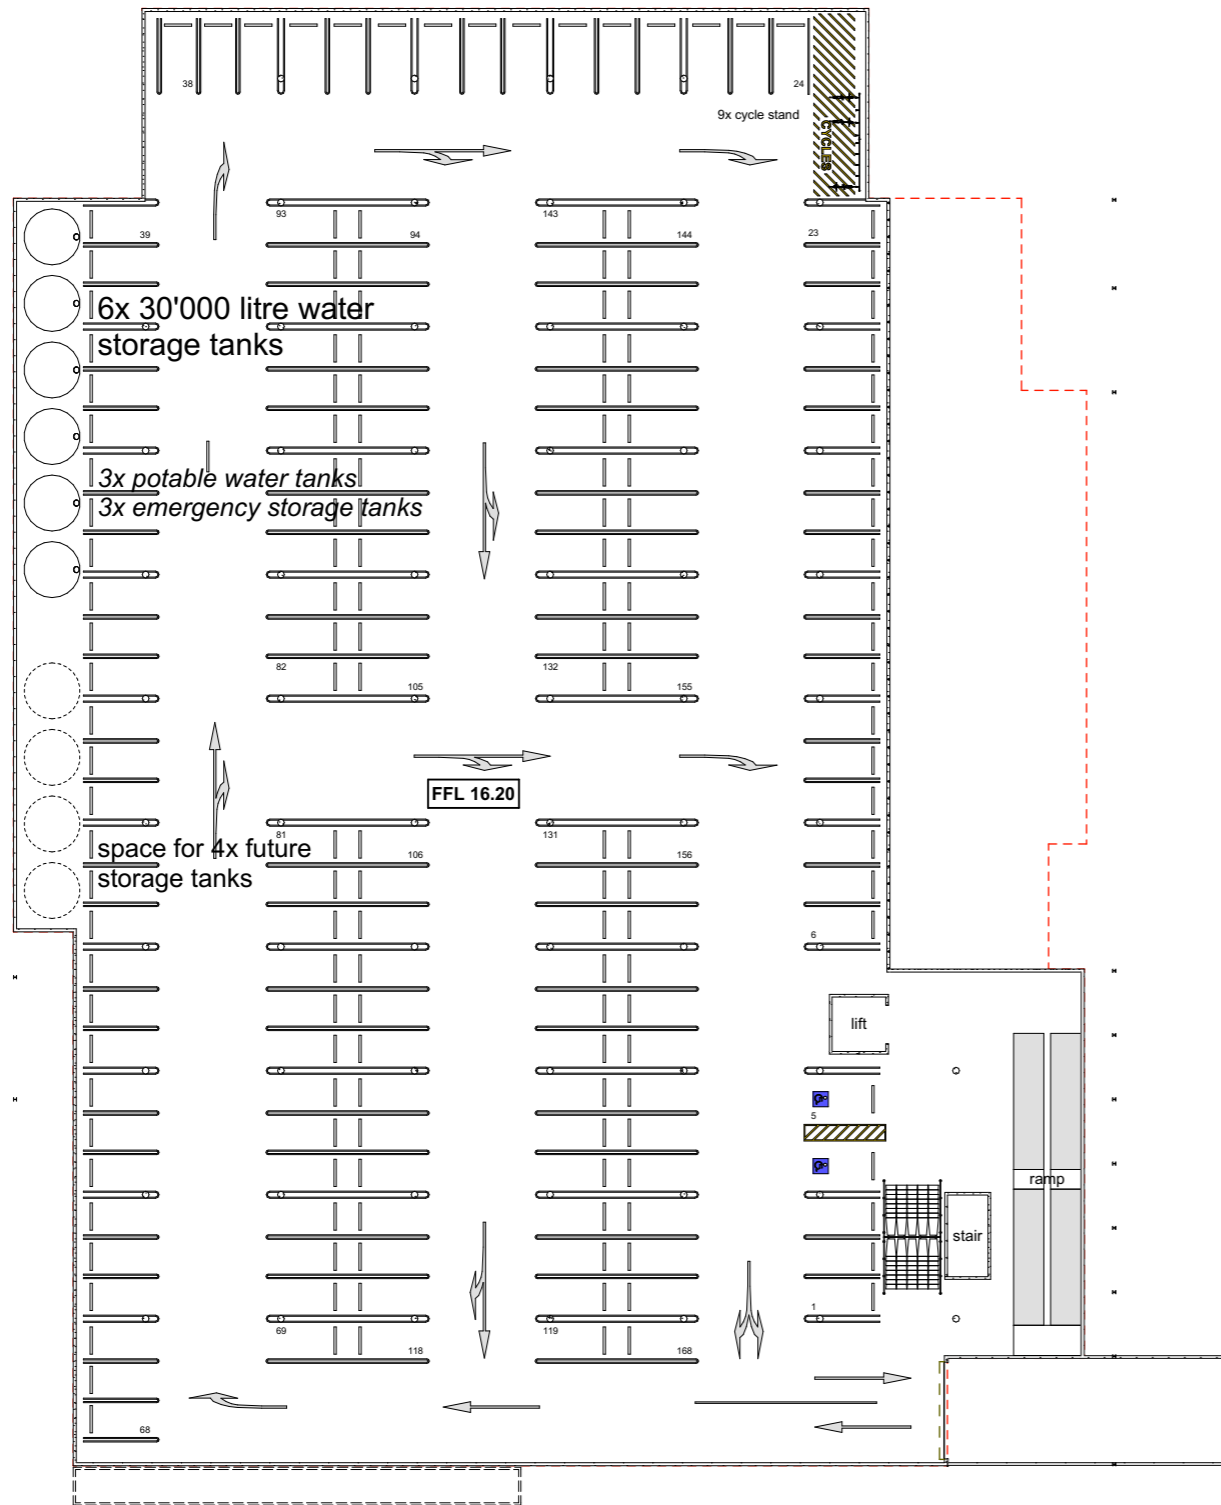 38
24
9x cycle stand
CYCLES
93
143
39
94
144
23
6x 30'000 litre water
storage tanks
3x potable water tanks
3x emergency storage tanks
82
132
105
155
FFL 16.20
81
131
space for 4x future
106
156
storage tanks
6
lift
5
ramp
stair
1
69
119
118
168
68